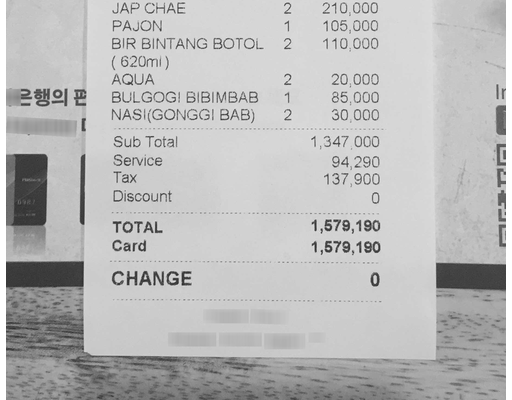 JAP CHAE 2 210,000
PAJON 1 105,000
BIR BINTANG BOTOL 2 110,000
( 620ml )
AQUA 2 20,000
BULGOGI BIBIMBAB 1 85,000
NASI(GONGGI BAB) 2 30,000
Sub Total 1,347,000
Service 94,290
Tax 137,900
Discount 0
TOTAL 1,579,190
Card 1,579,190
CHANGE 0
은행의
In